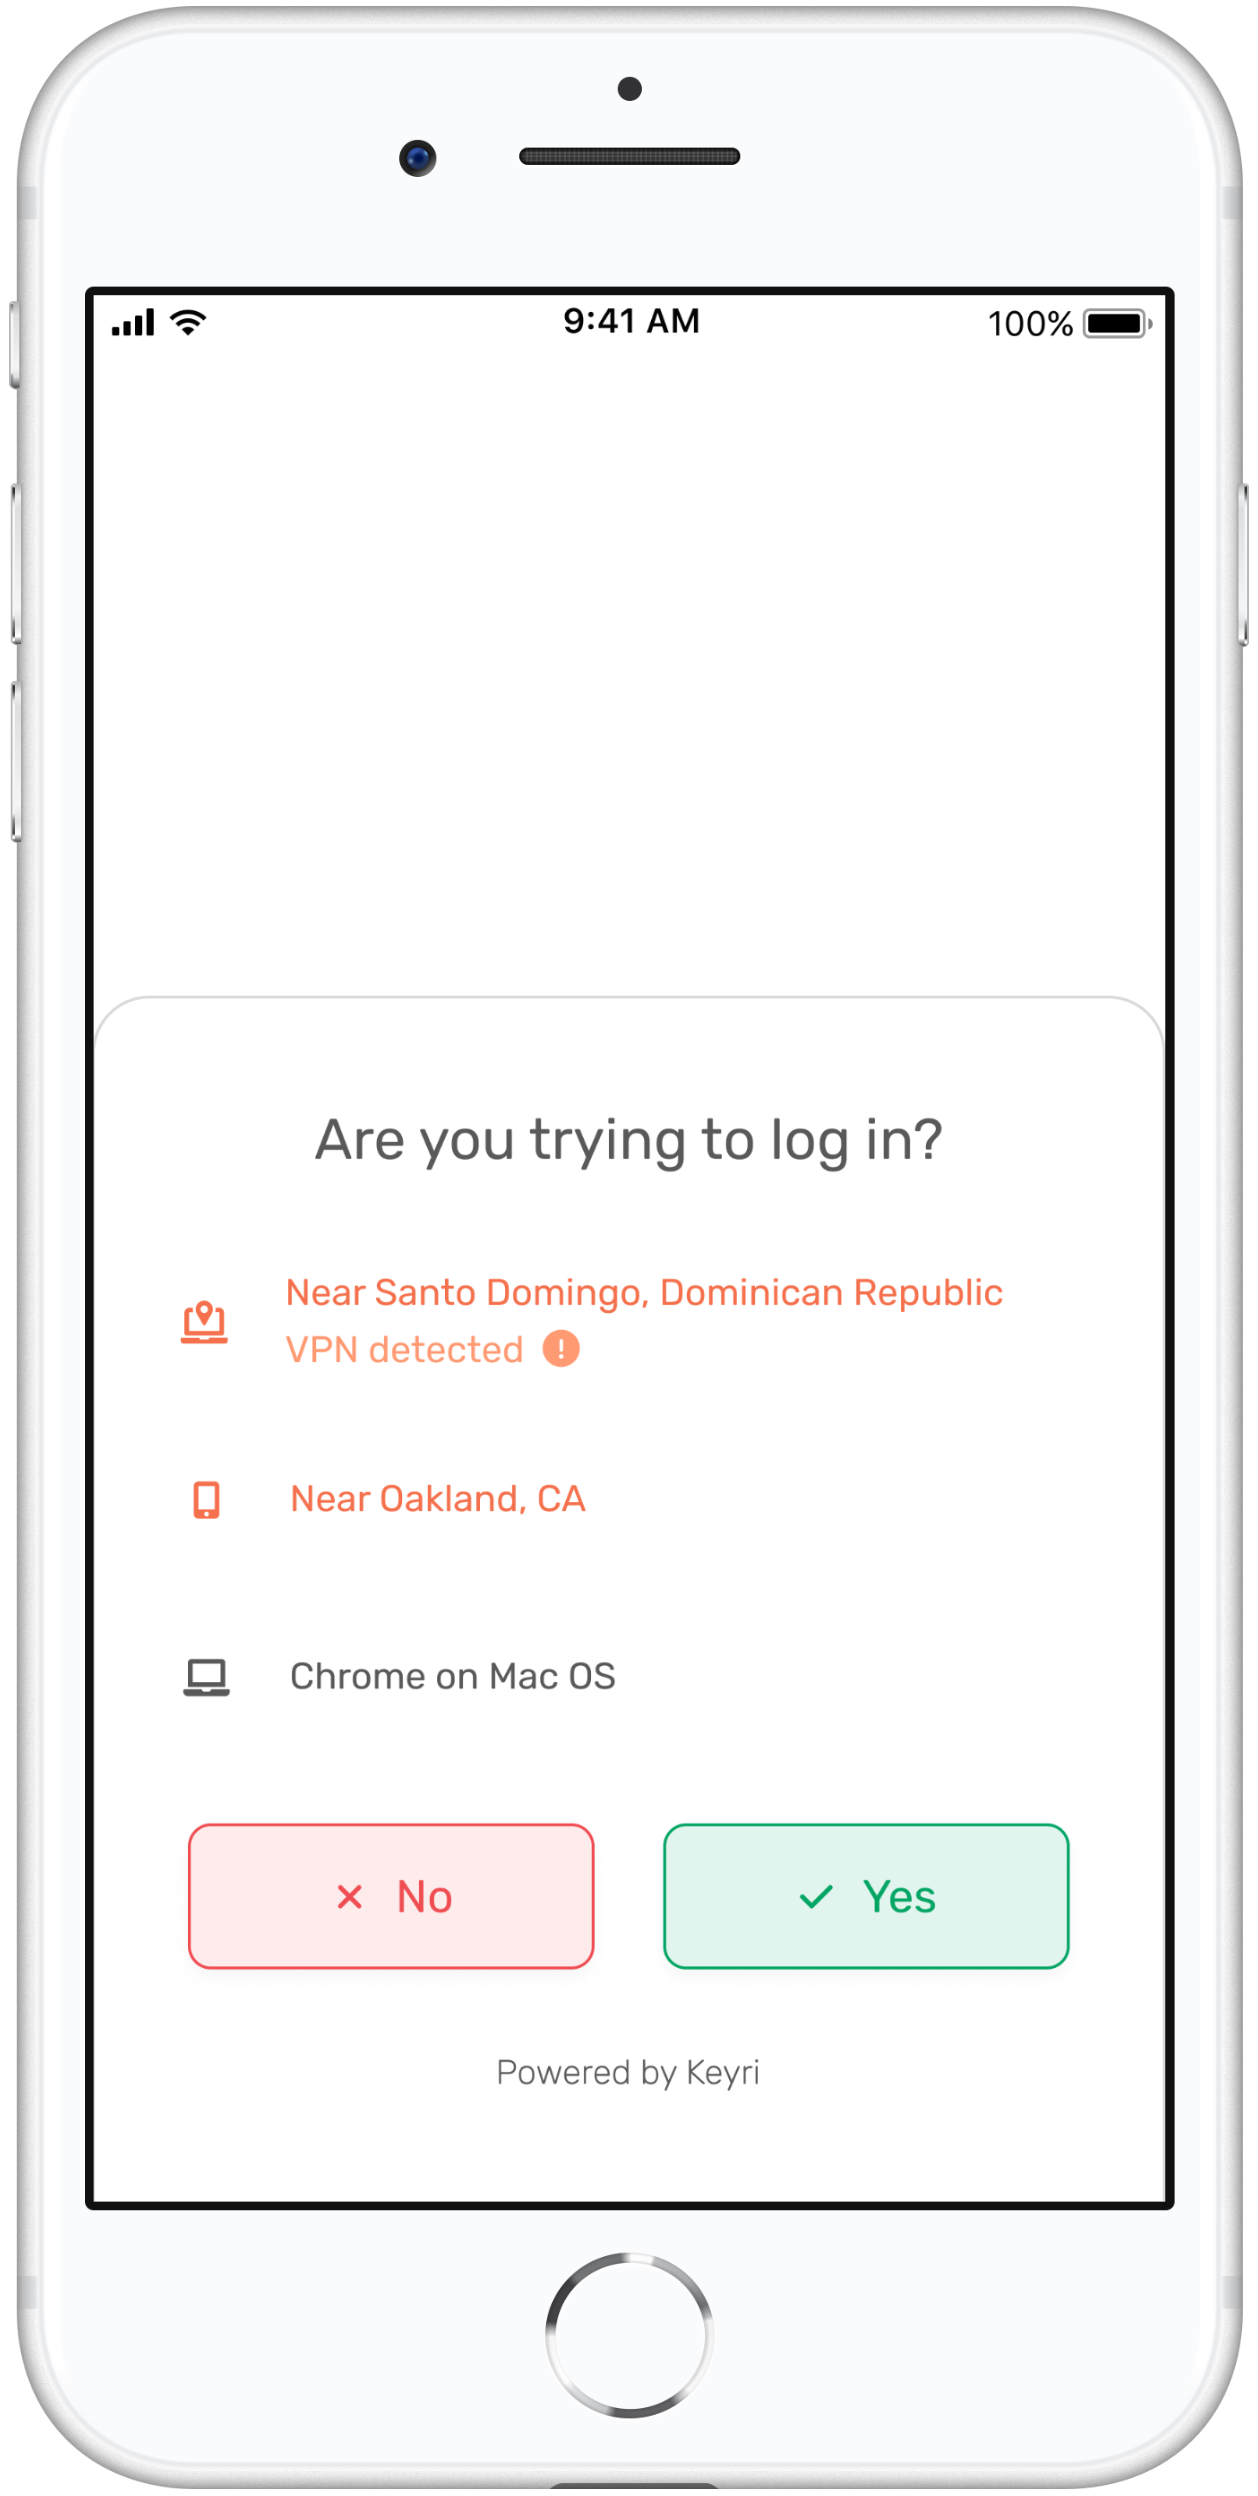 9:41 AM
100%
Are you trying to log in?
Near Santo Domingo, Dominican Republic
VPN detected
Near Oakland, CA
Chrome on Mac OS
No
Yes
Powered by Keyri